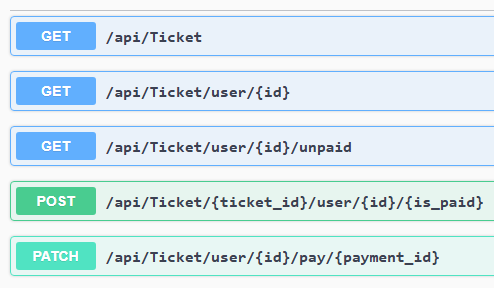 GET /api/Ticket
GET /api/Ticket/user/{id}
GET /api/Ticket/user/{id}/unpaid
POST /api/Ticket/{ticket_id}/user/{id}/{is_paid}
PATCH /api/Ticket/user/{id}/pay/{payment_id}